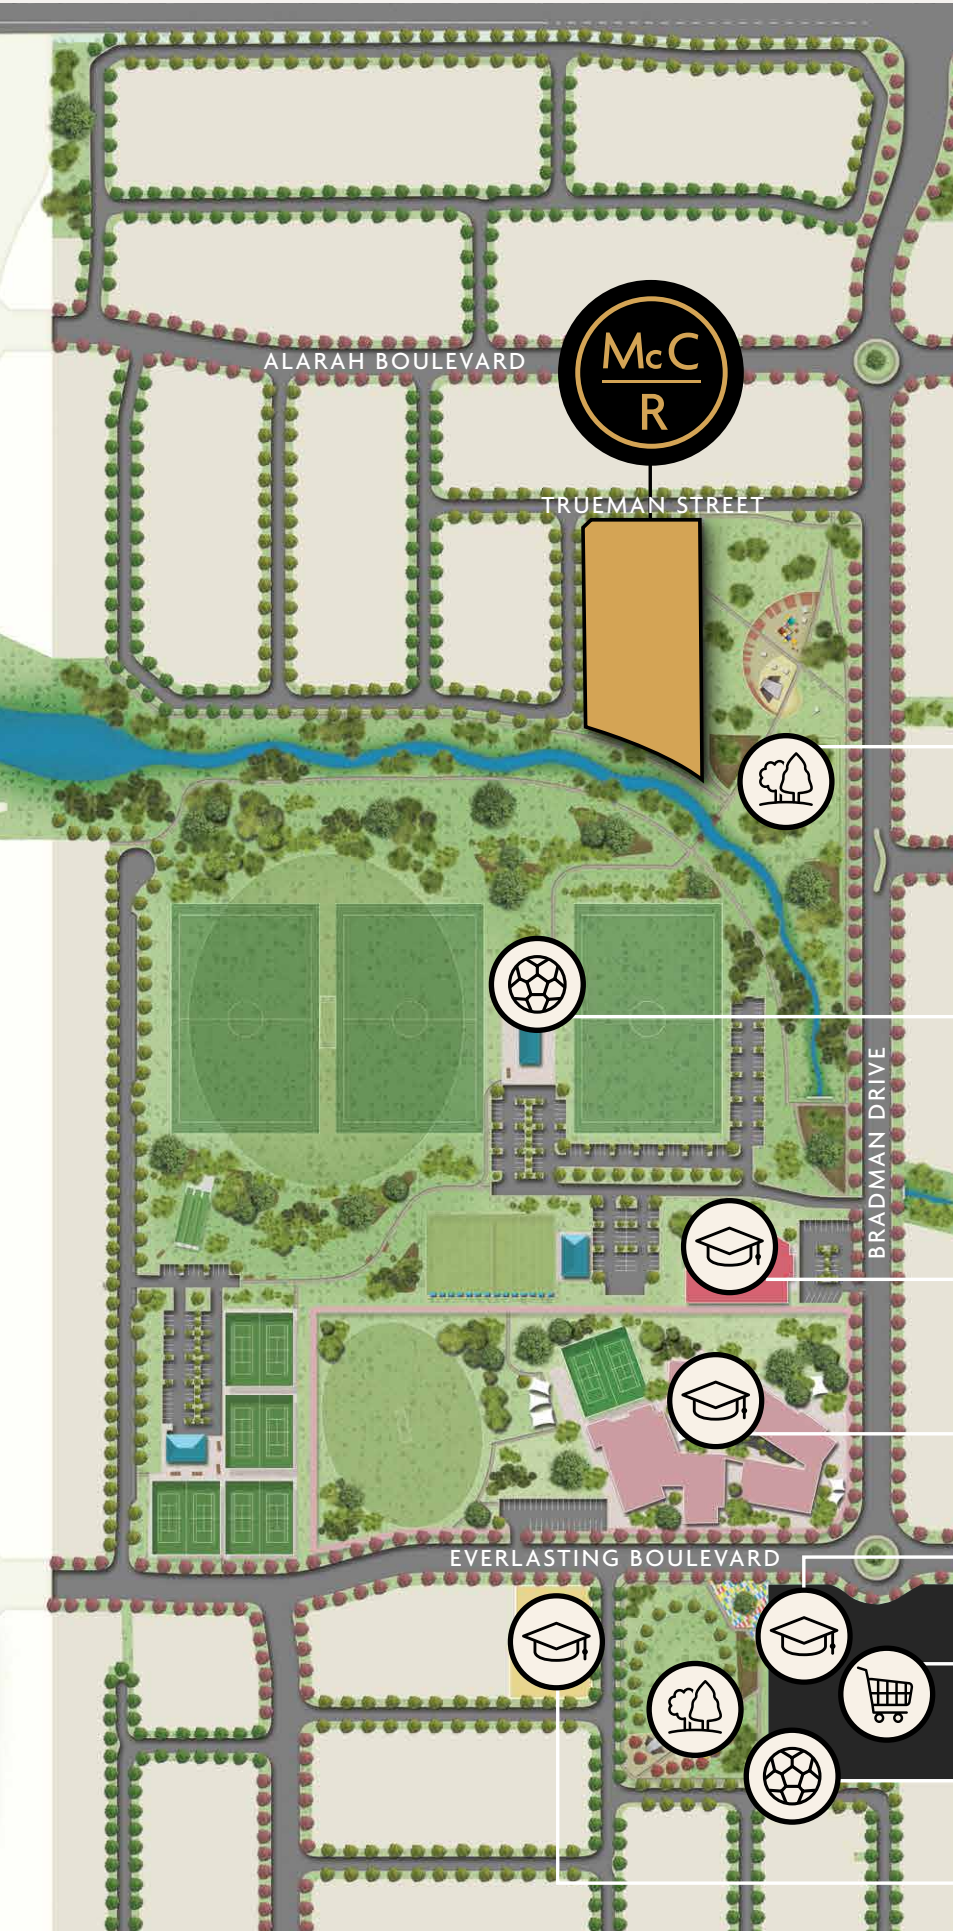 ALARAH BOULEVARD
McC
R
TRUEMAN STREET
BRADMAN DRIVE
EVERLASTING BOULEVARD